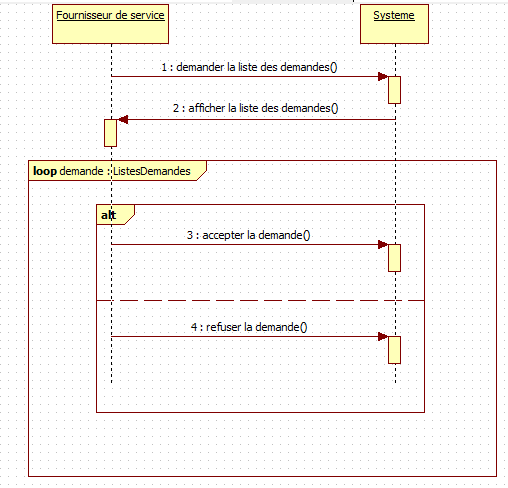 Fournisseur de service
Systeme
1 : demander la liste des demandes()
2 : afficher la liste des demandes()
loop demande : ListesDemandes
alt
3 : accepter la demande()
4 : refuser la demande()